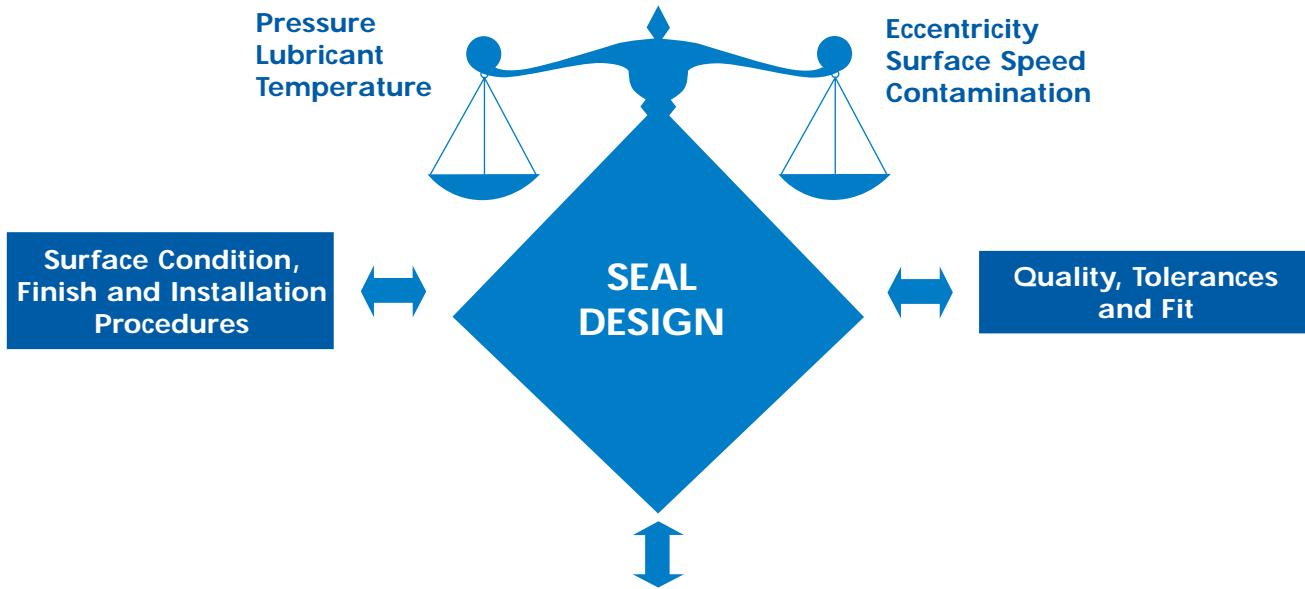 Pressure
Lubricant
Temperature
Eccentricity
Surface Speed
Contamination
Surface Condition,
Finish and Installation
Procedures
SEAL
DESIGN
Quality, Tolerances
and Fit